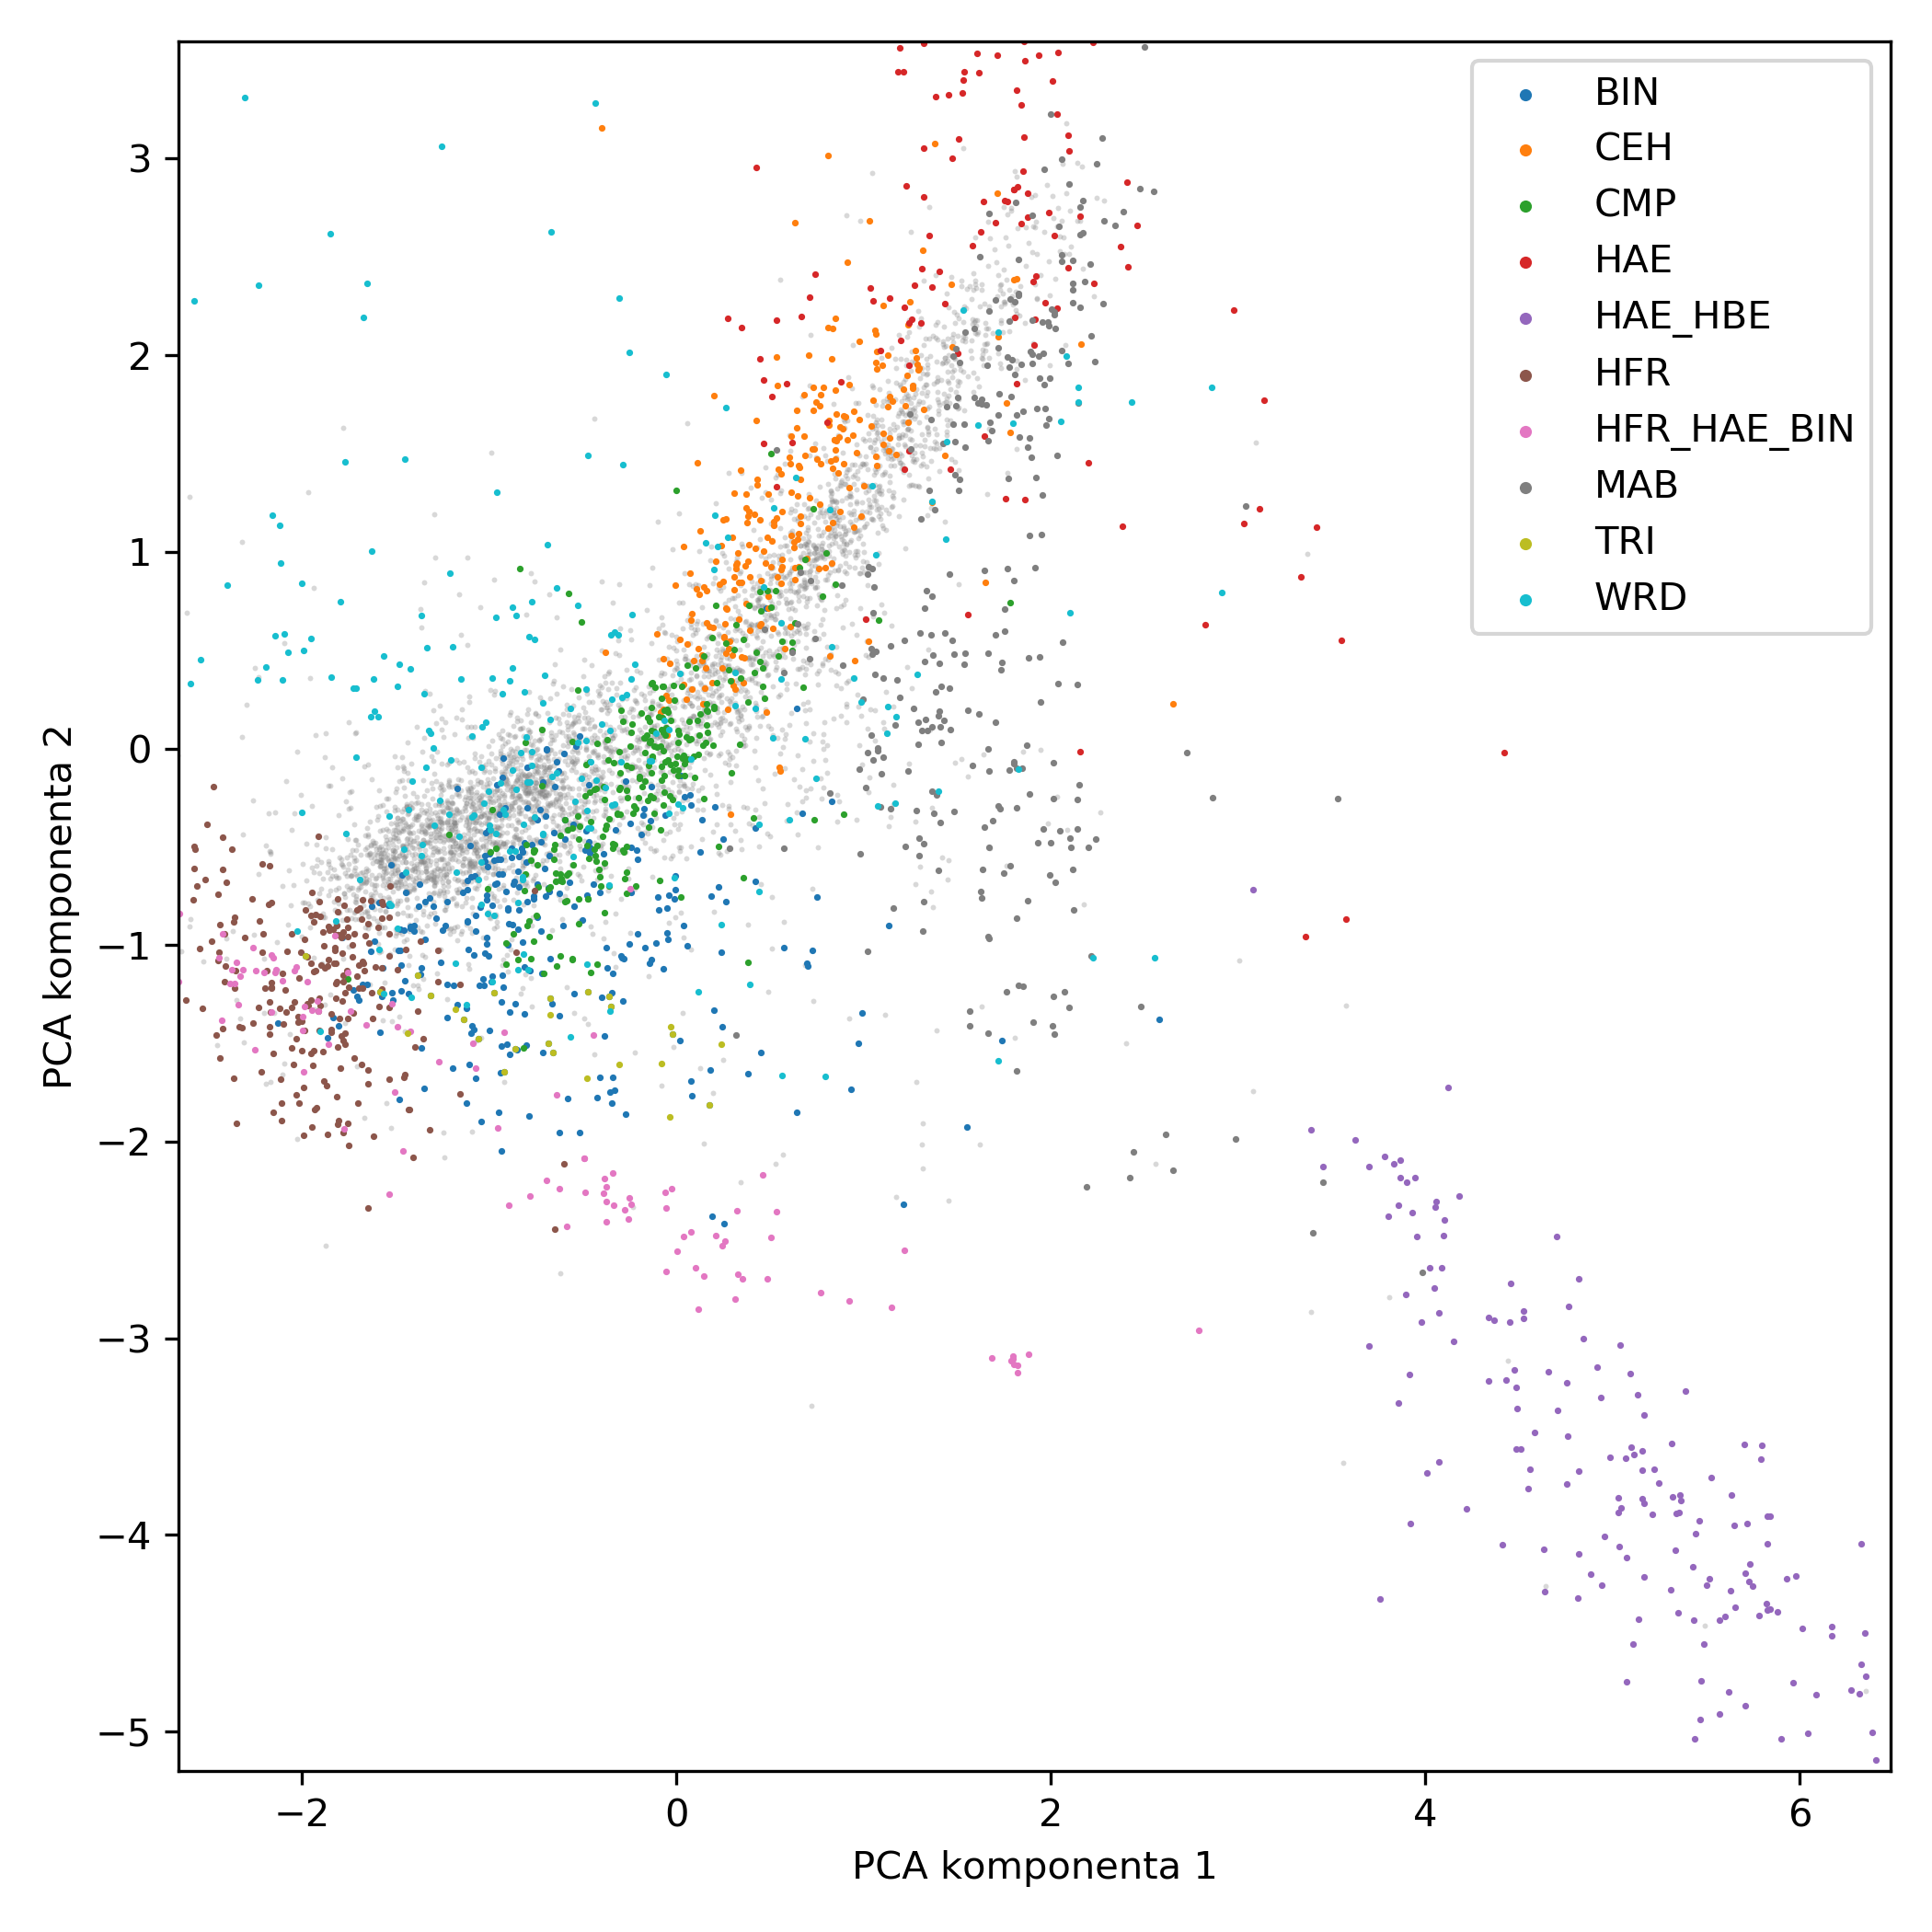 BIN
CEH
CMP
HAE
HAE_HBE
HFR
HFR_HAE_BIN
MAB
TRI
WRD
3
2
1
0
−1
−2
−3
−4
−5
PCA komponenta 2
−2 0 2 4 6
PCA komponenta 1